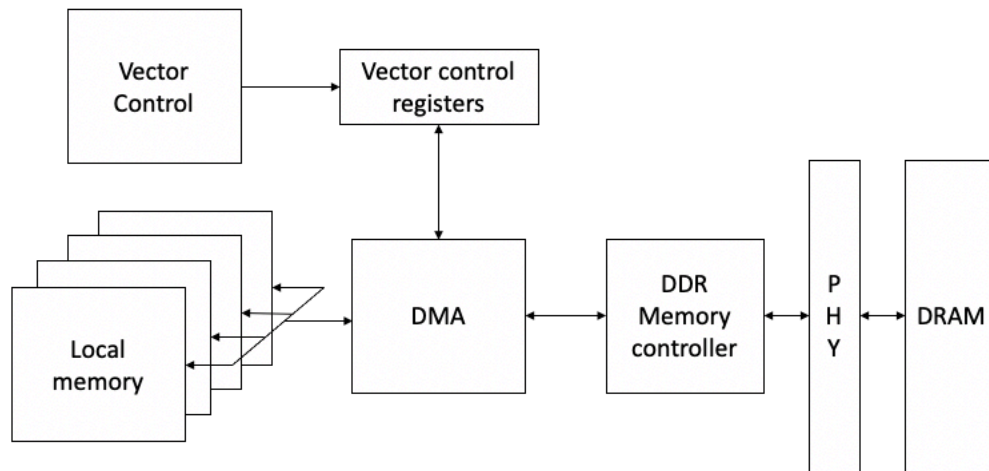 Vector
Control
Vector control
registers
Local
memory
DMA
DDR
Memory
controller
P
H
Y
DRAM